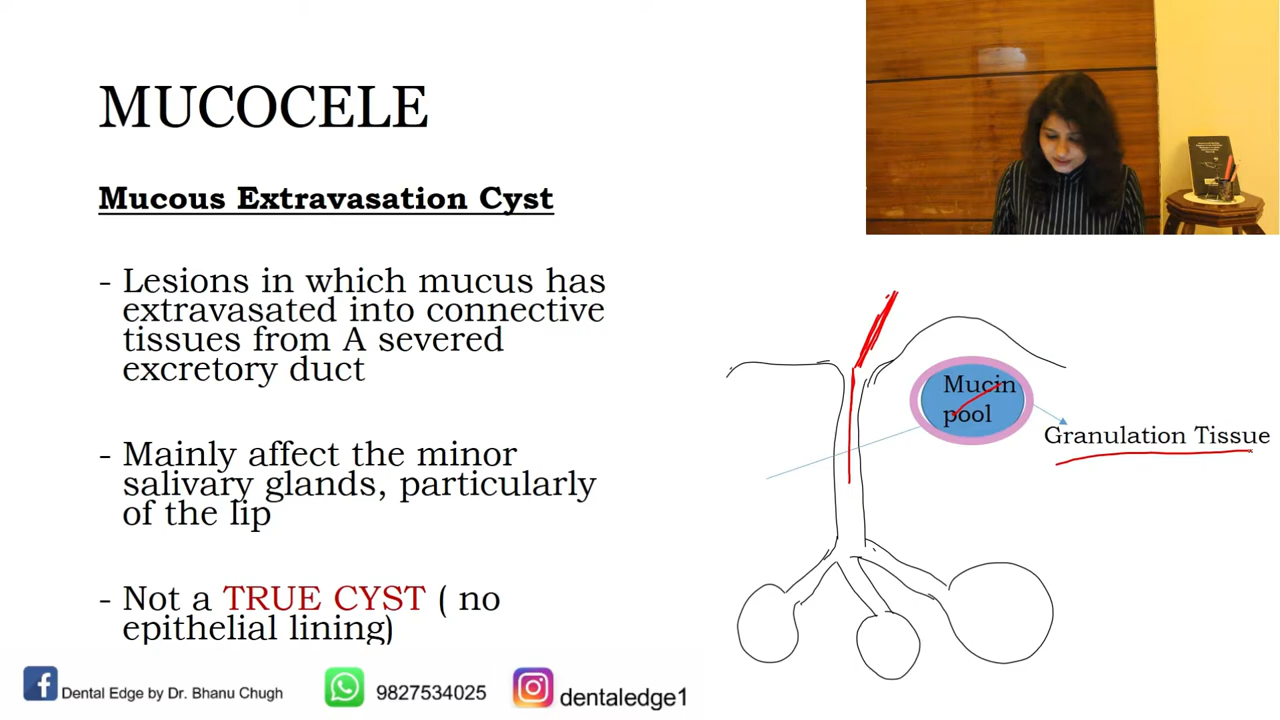 MUCOCELE
Mucous Extravasation Cyst
- Lesions in which mucus has
extravasated into connective
tissues from A severed
excretory duct
- Mainly affect the minor
salivary glands, particularly
of the lip
- Not a TRUE CYST ( no
epithelial lining)
Mucin
pool
Granulation Tissue
Dental Edge by Dr. Bhanu Chugh
9827534025
dentaledge1